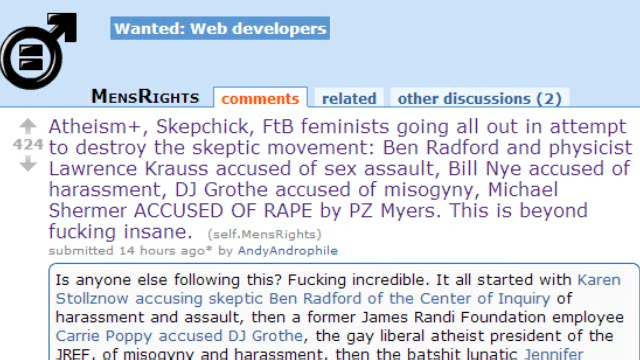 Wanted: Web developers
MENSRIGHTS comments related other discussions (2)
Atheism+, Skepchick, FtB feminists going all out in attempt
424 to destroy the skeptic movement: Ben Radford and physicist
Lawrence Krauss accused of sex assault, Bill Nye accused of
harassment, DJ Grothe accused of misogyny, Michael
Shermer ACCUSED OF RAPE by PZ Myers. This is beyond
fucking insane. (self.MensRights)
submitted 14 hours ago* by AndyAndrophile
Is anyone else following this? Fucking incredible. It all started with Karen
Stollznow accusing skeptic Ben Radford of the Center of Inquiry of
harassment and assault, then a former James Randi Foundation employee
Carrie Poppy accused DJ Grothe, the gay liberal atheist president of the
JREF, of misogyny and harassment, then the batshit lunatic Jennifer